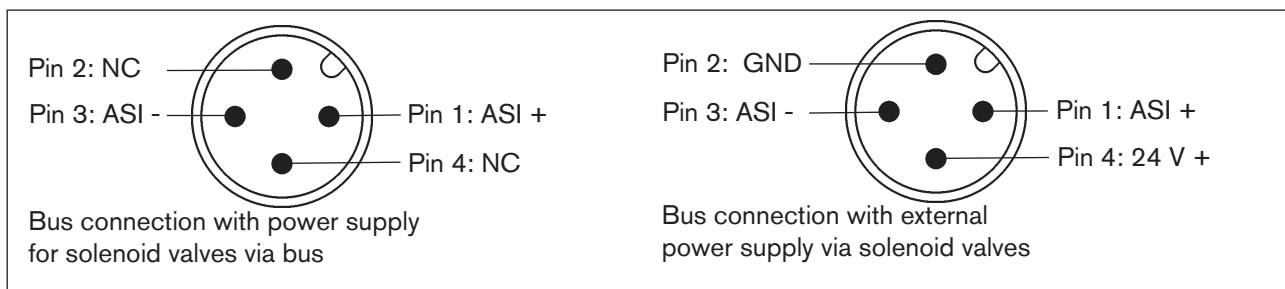 Pin 2: NC
Pin 3: ASI -
Pin 1: ASI +
Pin 4: NC
Bus connection with power supply
for solenoid valves via bus
Pin 2: GND
Pin 3: ASI -
Pin 1: ASI +
Pin 4: 24 V +
Bus connection with external
power supply via solenoid valves